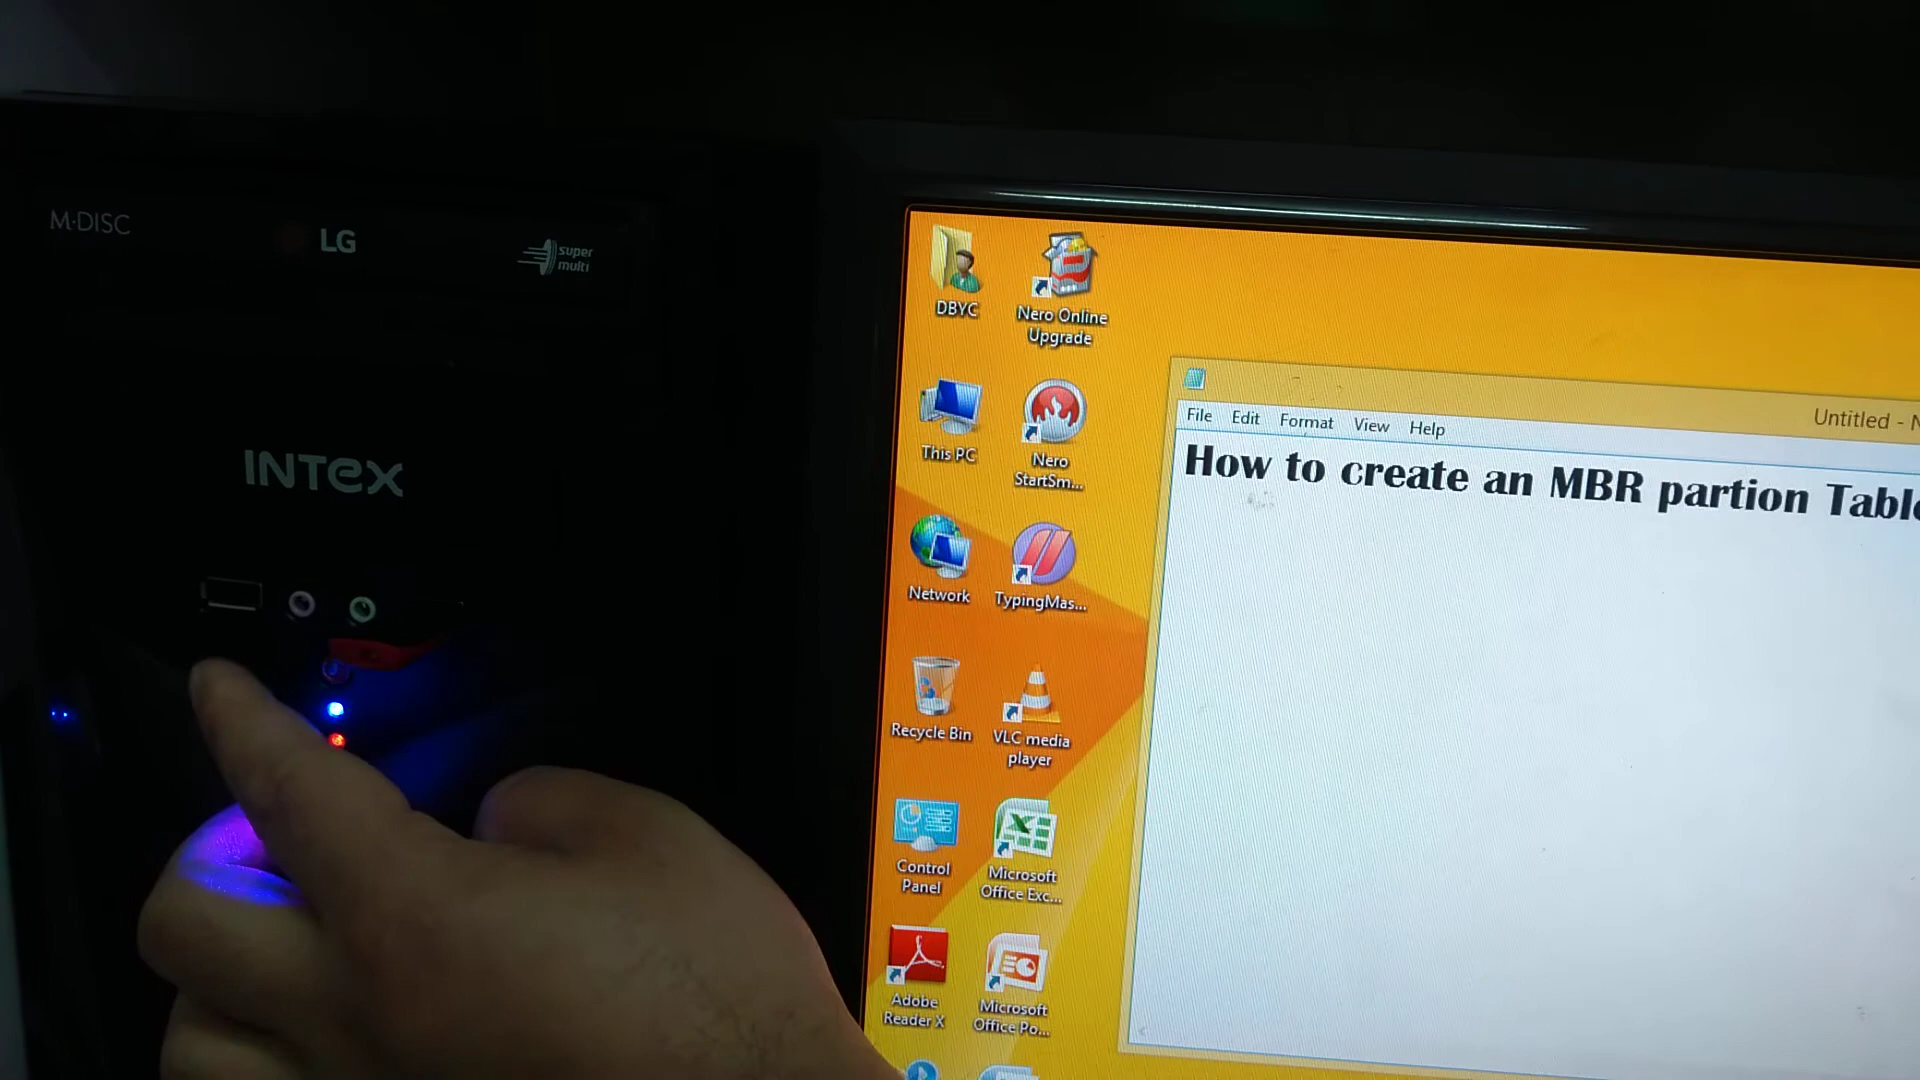 M-DISC
LG
super
multi
INTEX
DBYC
Nero Online
Upgrade
This PC
Nero
StartSm...
Network
TypingMas...
Recycle Bin
VLC media
player
Control
Panel
Microsoft
Office Exc...
Adobe
Reader X
Microsoft
Office Po...
Untitled - N
File Edit Format View Help
How to create an MBR partion Table